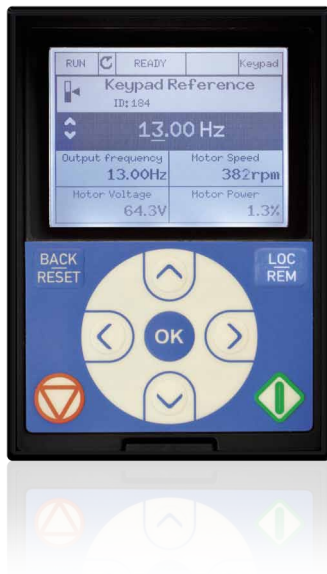 RUN READY Keypad
Keypad Reference
ID:184
13.00 Hz
Output frequency Motor Speed
13.00Hz 382rpm
Motor Voltage Motor Power
64.3V 1.3%
BACK LOC
RESET REM
OK